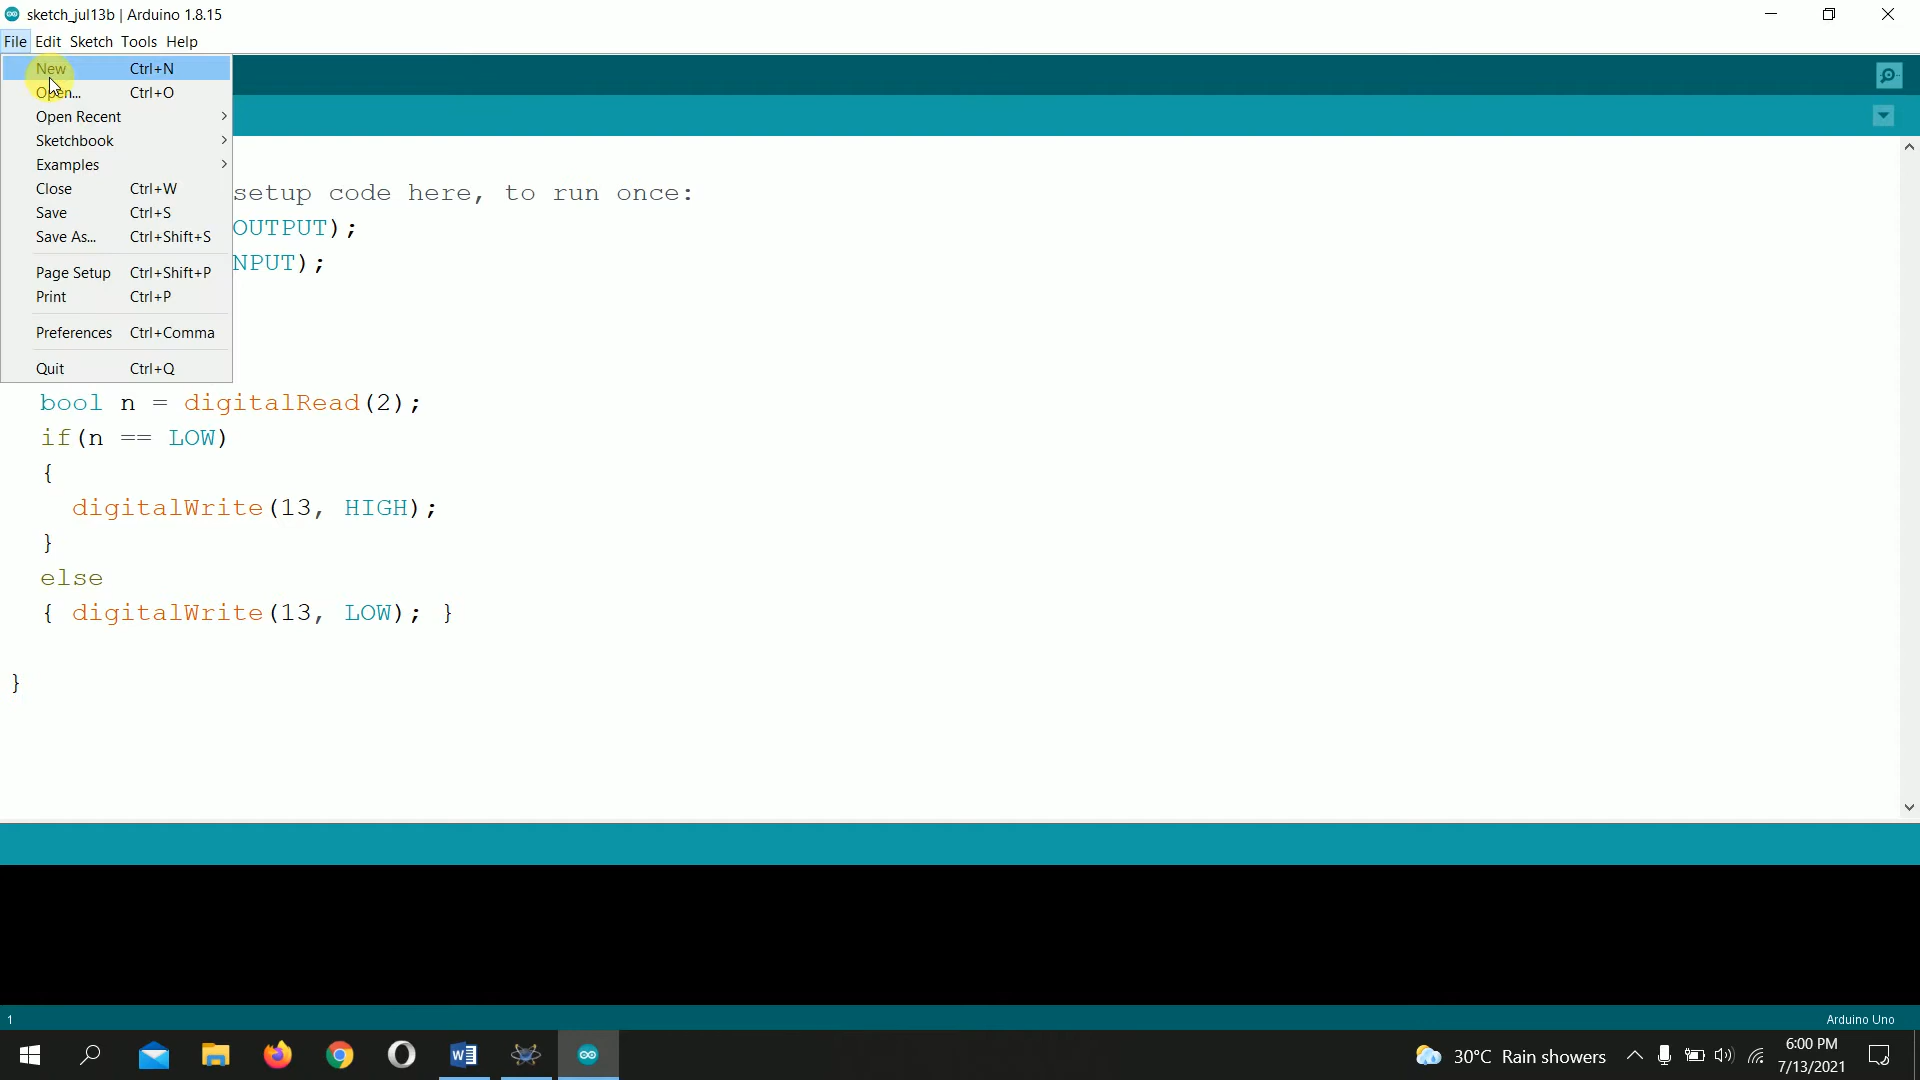 sketch_jul13b | Arduino 1.8.15
File Edit Sketch Tools Help
New Ctrl+N
Open... Ctrl+O
Open Recent
Sketchbook
Examples
Close Ctrl+W
Save Ctrl+S
Save As... Ctrl+Shift+S
Page Setup Ctrl+Shift+P
Print Ctrl+P
Preferences Ctrl+Comma
Quit Ctrl+Q
setup code here, to run once:
OUTPUT);
NPUT);
bool n = digitalRead(2);
if(n == LOW)
{
digitalWrite(13, HIGH);
}
else
{ digitalWrite(13, LOW); }
}
1
Arduino Uno
30°C Rain showers
6:00 PM
7/13/2021